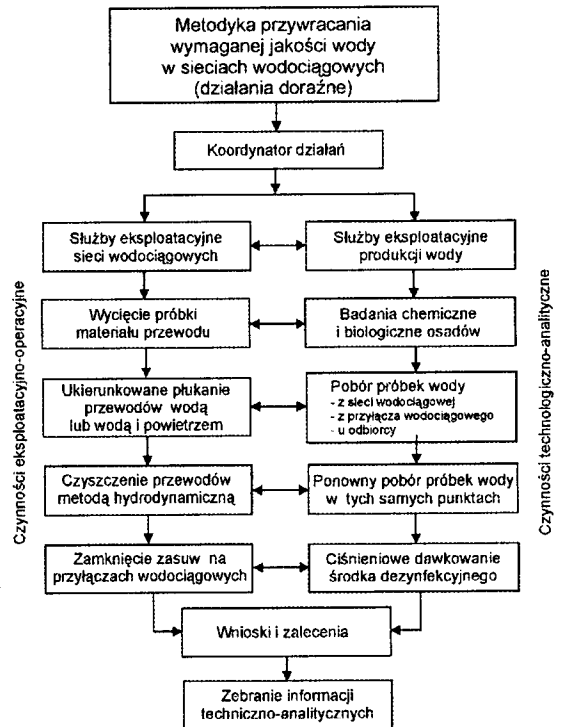 Metodyka przywracania
wymaganej jakości wody
w sieciach wodociągowych
(działania doraźne)
Koordynator działań
Służby eksploatacyjne
sieci wodociągowych
Służby eksploatacyjne
produkcji wody
Wycięcie próbki
materiału przewodu
Badania chemiczne
i biologiczne osadów
Ukierunkowane płukanie
przewodów wodą
lub wodą i powietrzem
Pobór próbek wody
- z sieci wodociągowej
- z przyłącza wodociągowego
- u odbiorcy
Czyszczenie przewodów
metodą hydrodynamiczną
Ponowny pobór próbek wody
w tych samych punktach
Zamknięcie zasuw na
przyłączach wodociągowych
Ciśnieniowe dawkowanie
środka dezynfekcyjnego
Wnioski i zalecenia
Zebranie informacji
techniczno-analitycznych
Czynności eksploatacyjno-operacyjne
Czynności technologiczno-analityczne